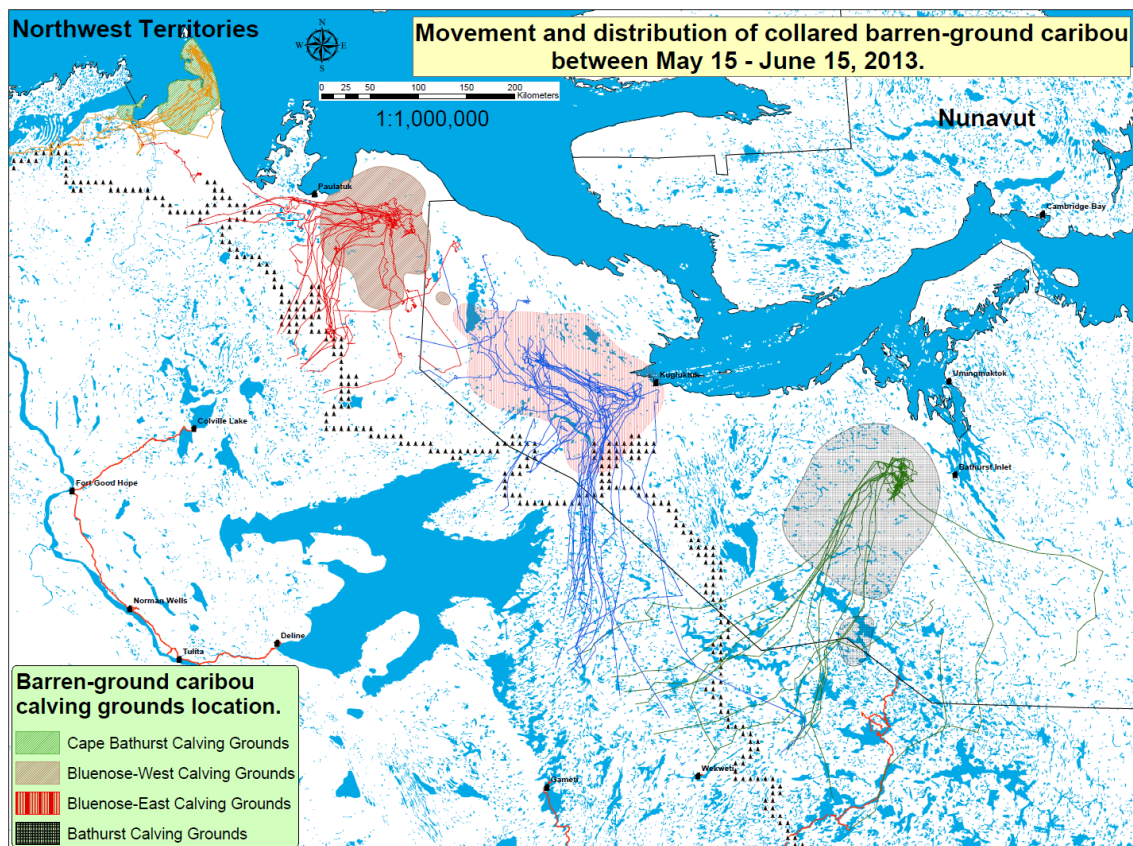 Northwest Territories
N
W E
S
Movement and distribution of collared barren-ground caribou
between May 15 - June 15, 2013.
0 25 50 100 150 200
Kilometers
1:1,000,000
Nunavut
Paulatuk
Cambridge Bay
Kugluktuk
Umingmaktok
Colville Lake
Bathurst Inlet
Fort Good Hope
Norman Wells
Deline
Tulita
Wekweti
Gameti
Barren-ground caribou
calving grounds location.
Cape Bathurst Calving Grounds
Bluenose-West Calving Grounds
Bluenose-East Calving Grounds
Bathurst Calving Grounds